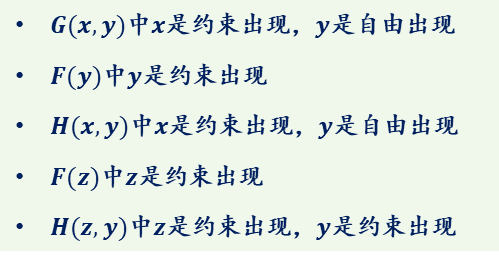 • G(x,y)中x是约束出现，y是自由出现
• F(y)中y是约束出现
• H(x,y)中x是约束出现，y是自由出现
• F(z)中z是约束出现
• H(z,y)中z是约束出现，y是约束出现